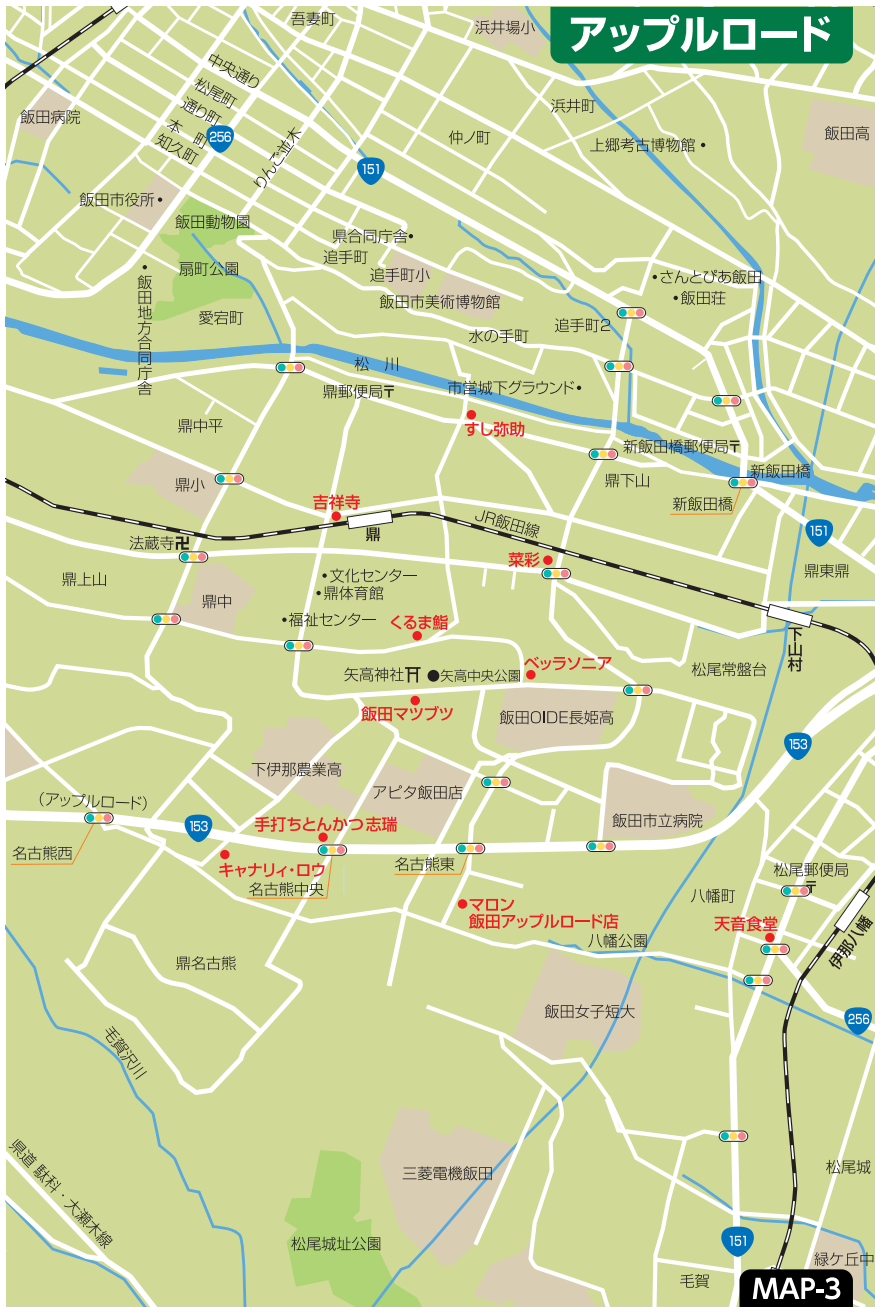 アップルロード
吾妻町
浜井場小
中央通り
松尾町
通り町
本町
知久町
飯田病院
256
りんご並木
151
仲ノ町
浜井町
上郷考古博物館
飯田高
飯田市役所
飯田動物園
扇町公園
飯田地方合同庁舎
愛宕町
県合同庁舎
追手町
追手町小
飯田市美術博物館
さんとぴあ飯田
飯田荘
追手町2
水の手町
松川
鼎郵便局〒
市営城下グラウンド
すし弥助
鼎中平
新飯田橋郵便局〒
新飯田橋
鼎小
鼎下山
新飯田橋
吉祥寺
鼎
JR飯田線
151
法蔵寺卍
菜彩
鼎東鼎
鼎上山
鼎中
文化センター
鼎体育館
福祉センター
くるま鮨
下山村
矢高神社
矢高中央公園
ベッラソニア
松尾常盤台
飯田マツブツ
飯田OIDE長姫高
153
下伊那農業高
アピタ飯田店
(アップルロード)
153
手打ちとんかつ 志瑞
飯田市立病院
名古熊西
キャナリィ・ロウ
名古熊中央
名古熊東
松尾郵便局
〒
マロン
飯田アップルロード店
八幡町
天音食堂
八幡公園
伊那八幡
鼎名古熊
飯田女子短大
256
毛賀沢川
県道 駄科・大瀬木線
三菱電機飯田
松尾城
松尾城址公園
151
緑ケ丘中
毛賀
MAP-3